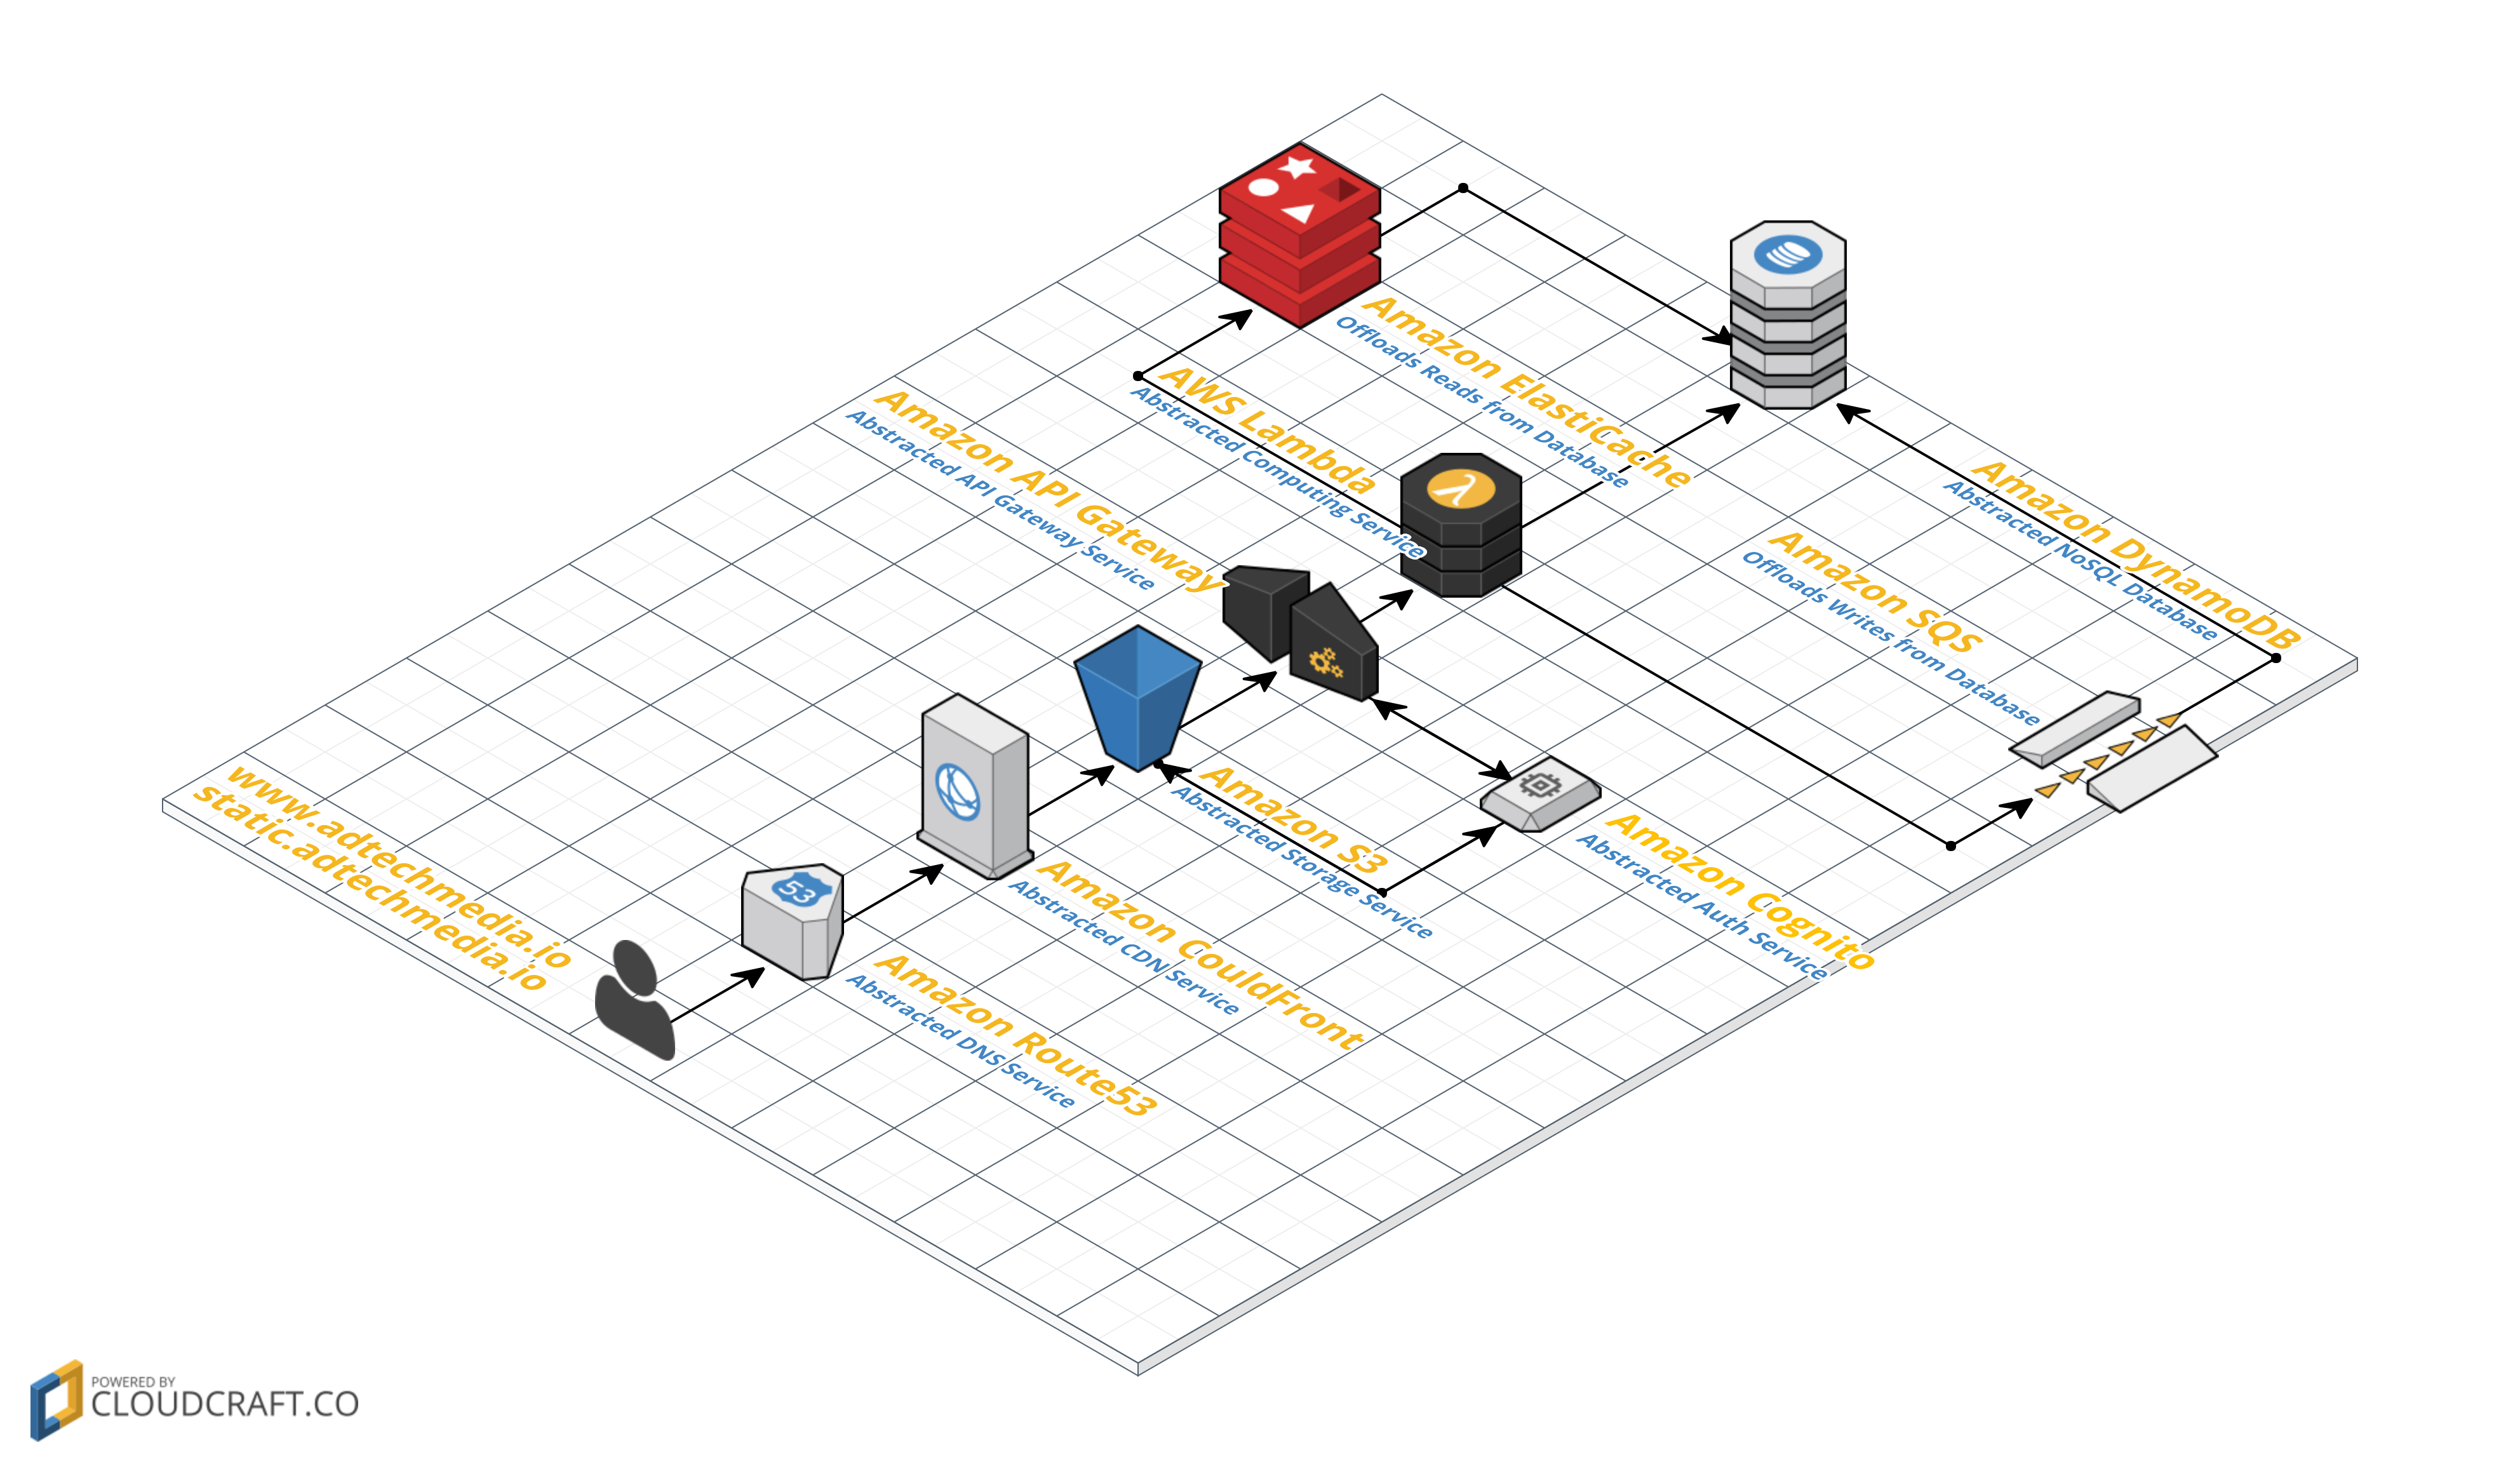 Amazon ElastiCache
Offloads Reads from Database
AWS Lambda
Abstracted Computing Service
Amazon API Gateway
Abstracted API Gateway Service
Amazon DynamoDB
Abstracted NoSQL Database
Amazon SQS
Offloads Writes from Database
Amazon S3
Abstracted Storage Service
Amazon Cognito
Abstracted Auth Service
Amazon CouldFront
Abstracted CDN Service
53
Amazon Route53
Abstracted DNS Service
www.adtechmedia.io
static.adtechmedia.io
POWERED BY
CLOUDCRAFT.CO